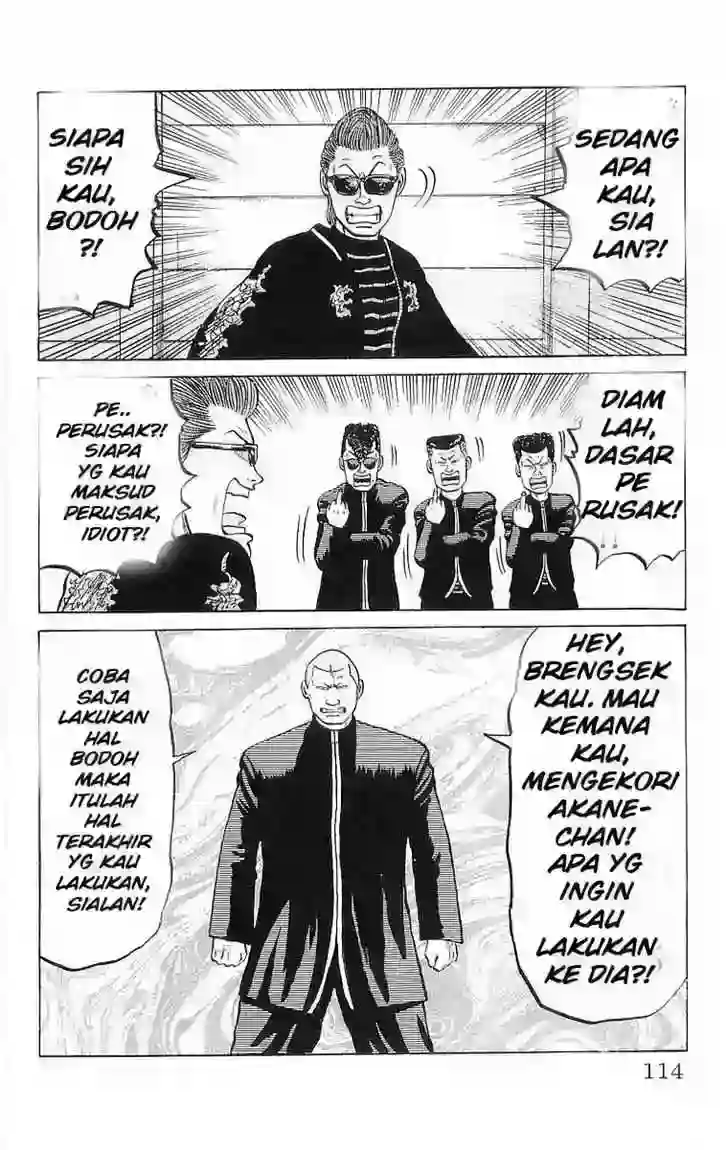 SEDANG
APA
KAU,
SIA
LAN?!
SIAPA
SIH
KAU,
BODOH
?!
DIAM
LAH,
DASAR
PE
RUSAK!
PE..
PERUSAK?!
SIAPA
YG KAU
MAKSUD
PERUSAK,
IDIOT?!
HEY,
BRENGSEK
KAU. MAU
KEMANA
KAU,
MENGEKORI
AKANE-
CHAN!
APA YG
INGIN
KAU
LAKUKAN
KE DIA?!
COBA
SAJA
LAKUKAN
HAL
BODOH
MAKA
ITULAH
HAL
TERAKHIR
YG KAU
LAKUKAN,
SIALAN!
114